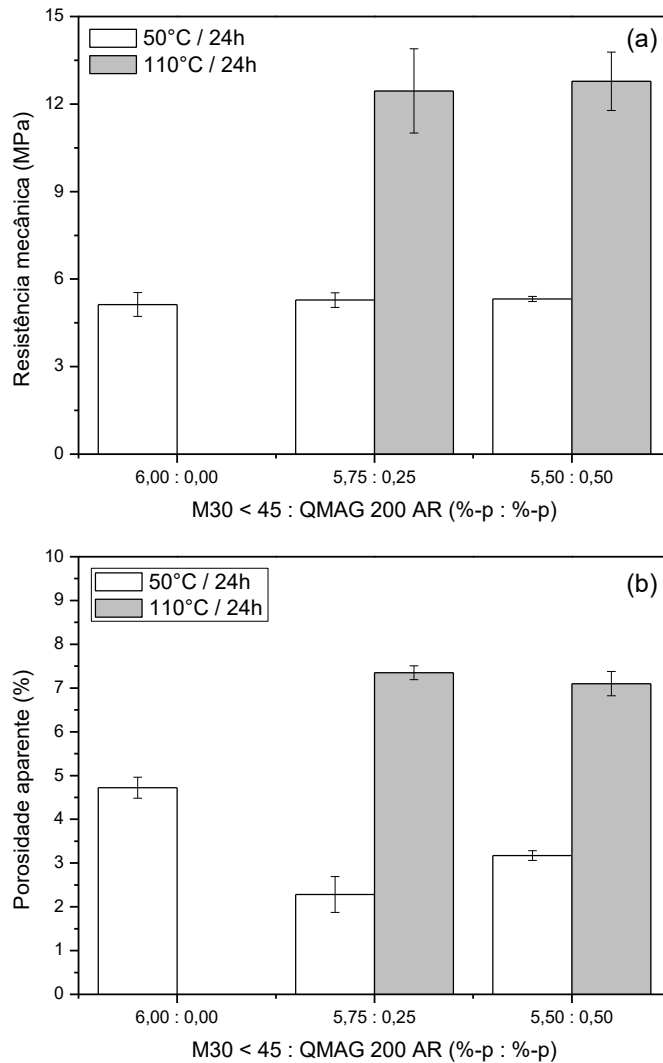 (a)
50°C / 24h
110°C / 24h
Resistência mecânica (MPa)
15
12
9
6
3
0
6,00 : 0,00
5,75 : 0,25
5,50 : 0,50
M30 < 45 : QMAG 200 AR (%-p : %-p)
(b)
50°C / 24h
110°C / 24h
Porosidade aparente (%)
10
9
8
7
6
5
4
3
2
1
0
6,00 : 0,00
5,75 : 0,25
5,50 : 0,50
M30 < 45 : QMAG 200 AR (%-p : %-p)